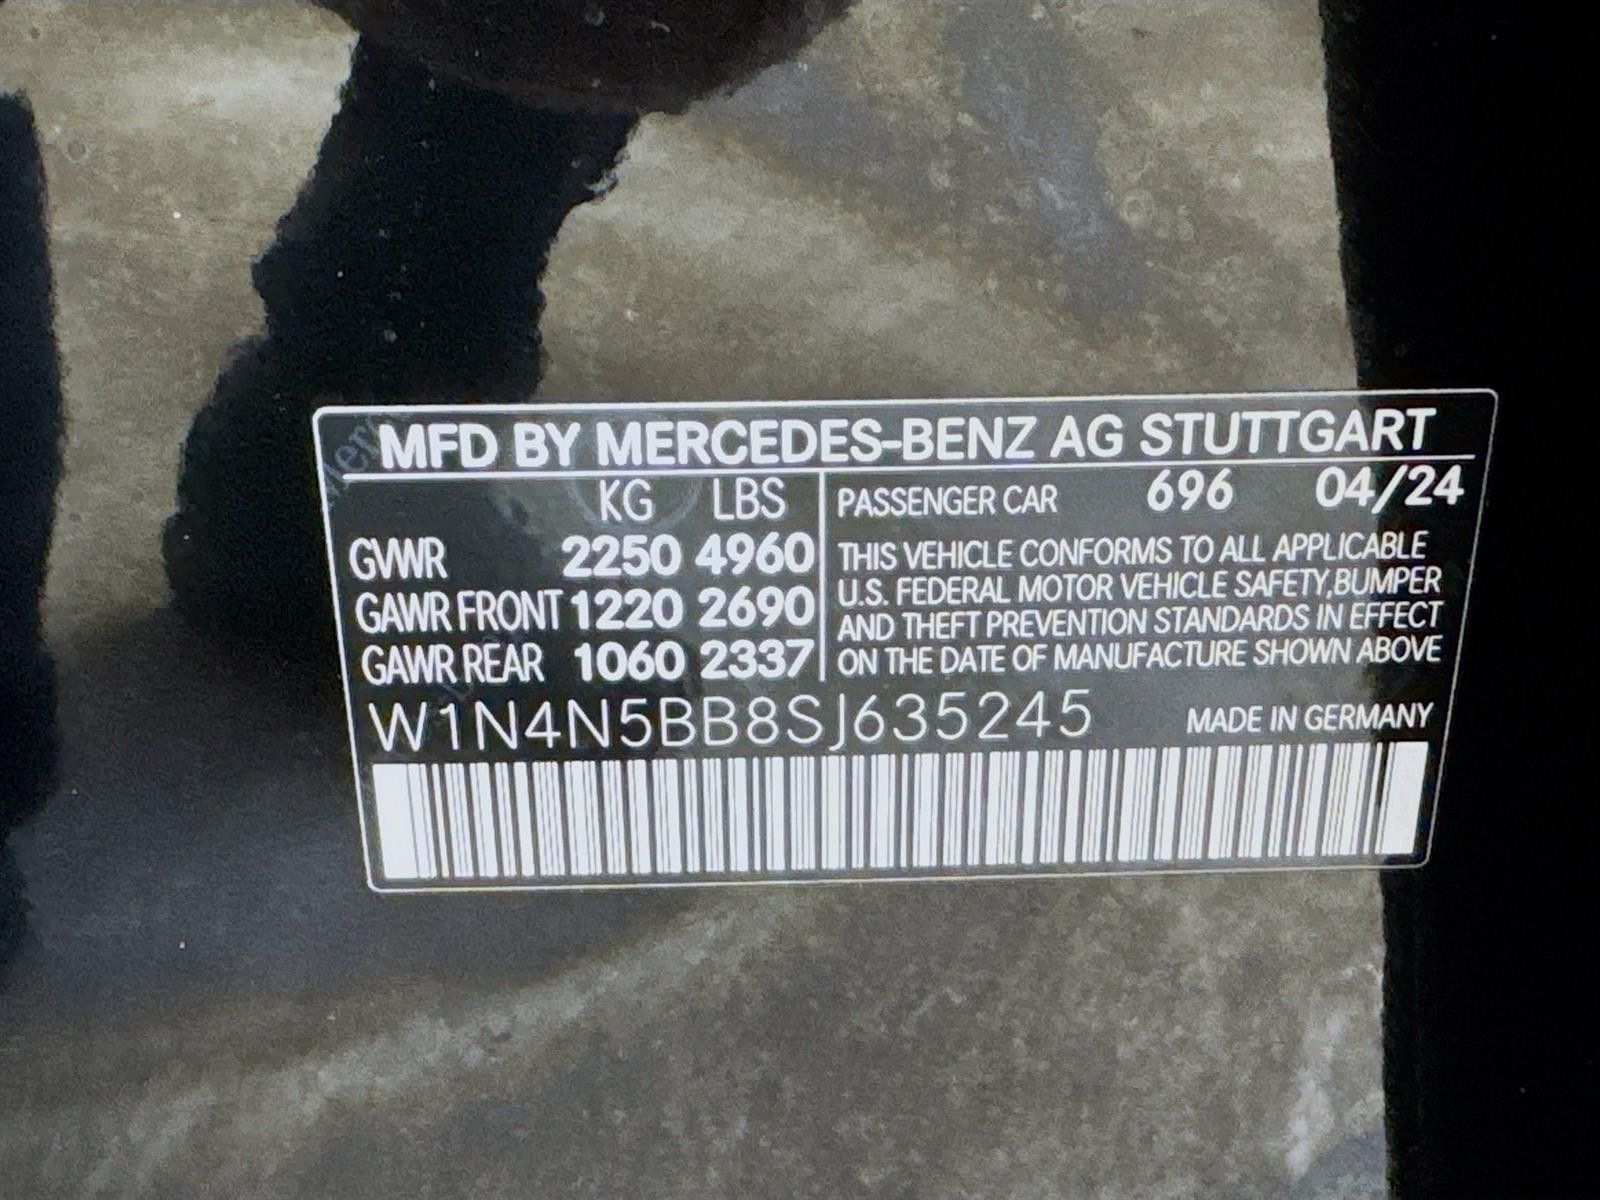 MFD BY MERCEDES-BENZ AG STUTTGART
KG LBS
GVWR 2250 4960
GAWR FRONT 1220 2690
GAWR REAR 1060 2337
PASSENGER CAR 696 04/24
THIS VEHICLE CONFORMS TO ALL APPLICABLE
U.S. FEDERAL MOTOR VEHICLE SAFETY,BUMPER
AND THEFT PREVENTION STANDARDS IN EFFECT
ON THE DATE OF MANUFACTURE SHOWN ABOVE
W1N4N5BB8SJ635245
MADE IN GERMANY